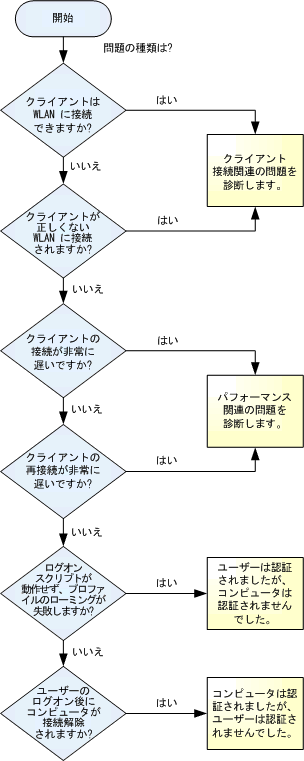 開始
問題の種類は?
クライアントは
WLAN に接続
できますか?
はい
クライアント
接続関連の問題を
診断します。
いいえ
クライアントが
正しくない
WLAN に接続
されますか?
はい
いいえ
クライアントの
接続が非常に
遅いですか?
はい
パフォーマンス
関連の問題を
診断します。
いいえ
クライアントの
再接続が非常に
遅いですか?
はい
いいえ
ログオン
スクリプトが
動作せず、プロファ
イルのローミングが
失敗しますか?
はい
ユーザーは認証
されましたが、
コンピュータは
認証されません
でした。
いいえ
ユーザーの
ログオン後に
コンピュータが
接続解除
されますか?
はい
コンピュータは認
証されましたが、
ユーザーは認証さ
れませんでした。